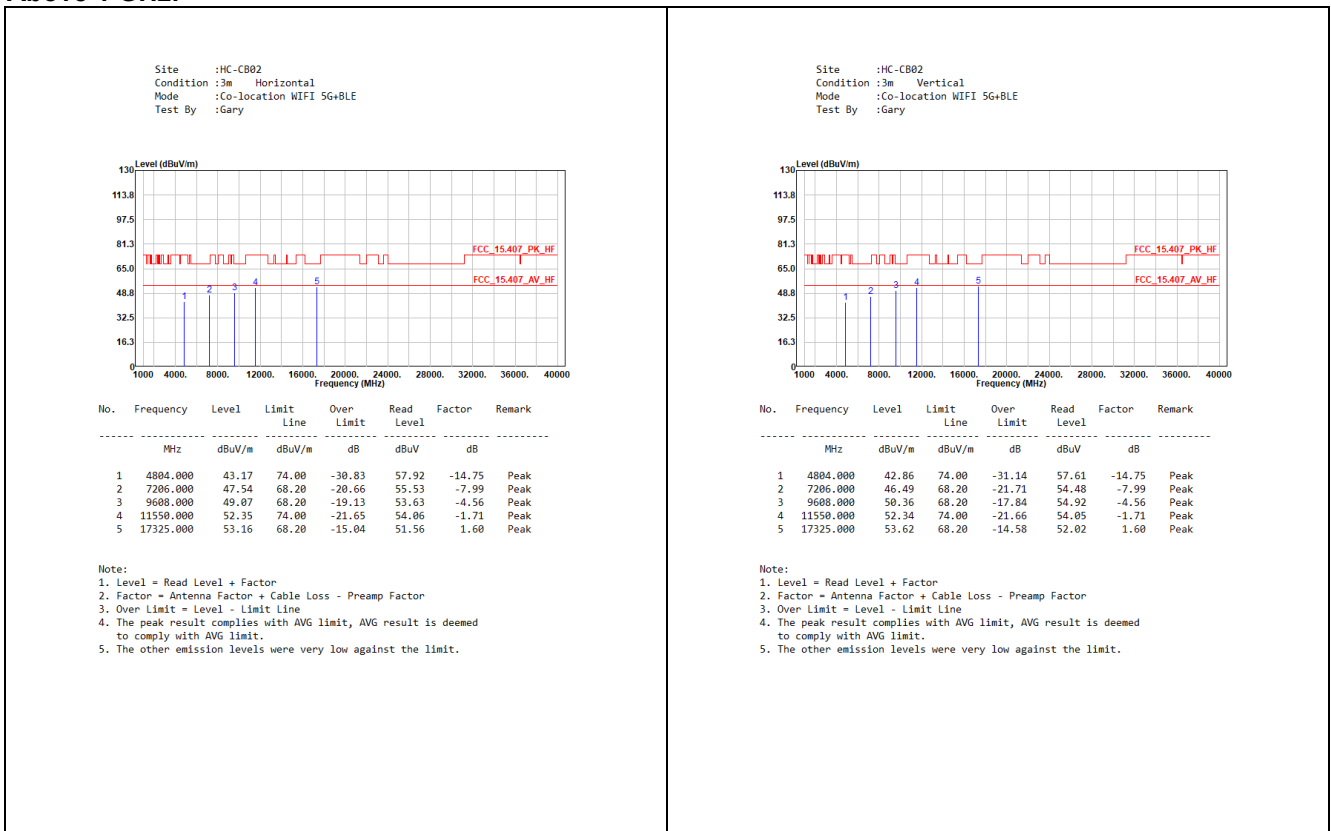 Site :HC-CB02
Condition :3m Horizontal
Mode :Co-location WIFI 5G+BLE
Test By :Gary
Level (dBuV/m)
130
113.8
97.5
81.3
65.0
48.8
32.5
16.3
0
FCC_15.407_PK_HF
FCC_15.407_AV_HF
1 2 3 4 5
1000 4000. 8000. 12000. 16000. 20000. 24000. 28000. 32000. 36000. 40000
Frequency (MHz)
No. Frequency Level Limit Over Read Factor Remark
Line Limit Level
------ ----------- -------- --------- --------- -------- -------- ---------
MHz dBuV/m dBuV/m dB dBuV dB
1 4804.000 43.17 74.00 -30.83 57.92 -14.75 Peak
2 7206.000 47.54 68.20 -20.66 55.53 -7.99 Peak
3 9608.000 49.07 68.20 -19.13 53.63 -4.56 Peak
4 11550.000 52.35 74.00 -21.65 54.06 -1.71 Peak
5 17325.000 53.16 68.20 -15.04 51.56 1.60 Peak
Note:
1. Level = Read Level + Factor
2. Factor = Antenna Factor + Cable Loss - Preamp Factor
3. Over Limit = Level - Limit Line
4. The peak result complies with AVG limit, AVG result is deemed
to comply with AVG limit.
5. The other emission levels were very low against the limit.
Site :HC-CB02
Condition :3m Vertical
Mode :Co-location WIFI 5G+BLE
Test By :Gary
Level (dBuV/m)
130
113.8
97.5
81.3
65.0
48.8
32.5
16.3
0
FCC_15.407_PK_HF
FCC_15.407_AV_HF
1 2 3 4 5
1000 4000. 8000. 12000. 16000. 20000. 24000. 28000. 32000. 36000. 40000
Frequency (MHz)
No. Frequency Level Limit Over Read Factor Remark
Line Limit Level
------ ----------- -------- --------- --------- -------- -------- ---------
MHz dBuV/m dBuV/m dB dBuV dB
1 4804.000 42.86 74.00 -31.14 57.61 -14.75 Peak
2 7206.000 46.49 68.20 -21.71 54.48 -7.99 Peak
3 9608.000 50.36 68.20 -17.84 54.92 -4.56 Peak
4 11550.000 52.34 74.00 -21.66 54.05 -1.71 Peak
5 17325.000 53.62 68.20 -14.58 52.02 1.60 Peak
Note:
1. Level = Read Level + Factor
2. Factor = Antenna Factor + Cable Loss - Preamp Factor
3. Over Limit = Level - Limit Line
4. The peak result complies with AVG limit, AVG result is deemed
to comply with AVG limit.
5. The other emission levels were very low against the limit.